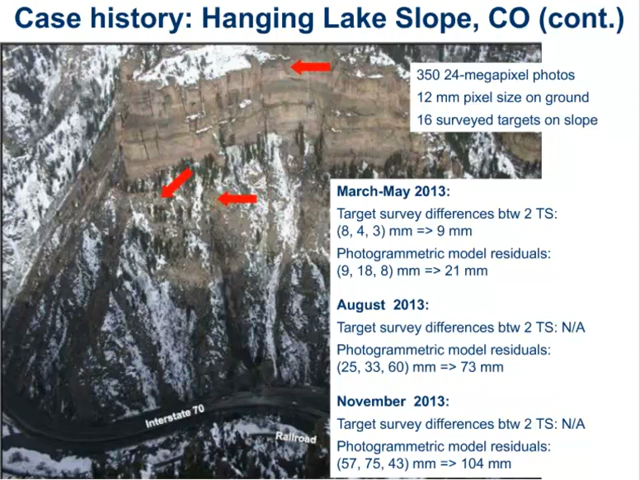 Case history: Hanging Lake Slope, CO (cont.)
350 24-megapixel photos
12 mm pixel size on ground
16 surveyed targets on slope
March-May 2013:
Target survey differences btw 2 TS:
(8, 4, 3) mm => 9 mm
Photogrammetric model residuals:
(9, 18, 8) mm => 21 mm
August 2013:
Target survey differences btw 2 TS: N/A
Photogrammetric model residuals:
(25, 33, 60) mm => 73 mm
November 2013:
Target survey differences btw 2 TS: N/A
Photogrammetric model residuals:
(57, 75, 43) mm => 104 mm
Interstate 70
Railroad